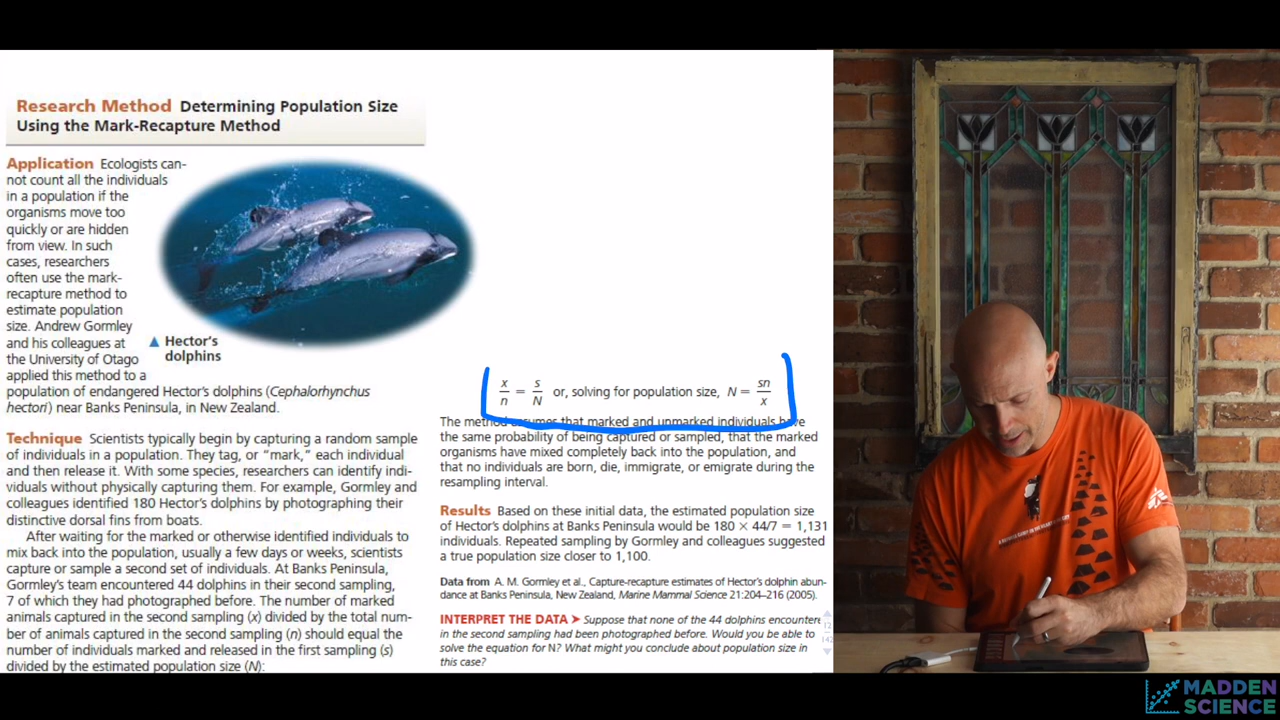 Research Method Determining Population Size
Using the Mark-Recapture Method
Application Ecologists can-
not count all the individuals
in a population if the
organisms move too
quickly or are hidden
from view. In such
cases, researchers
often use the mark-
recapture method to
estimate population
size. Andrew Gormley
and his colleagues at
the University of Otago
applied this method to a
population of endangered Hector's dolphins (Cephalorhynchus
hectori) near Banks Peninsula, in New Zealand.
▲ Hector's
dolphins
Technique Scientists typically begin by capturing a random sample
of individuals in a population. They tag, or "mark," each individual
and then release it. With some species, researchers can identify indi-
viduals without physically capturing them. For example, Gormley and
colleagues identified 180 Hector's dolphins by photographing their
distinctive dorsal fins from boats.
After waiting for the marked or otherwise identified individuals to
mix back into the population, usually a few days or weeks, scientists
capture or sample a second set of individuals. At Banks Peninsula,
Gormley's team encountered 44 dolphins in their second sampling,
7 of which they had photographed before. The number of marked
animals captured in the second sampling (x) divided by the total num-
ber of animals captured in the second sampling (n) should equal the
number of individuals marked and released in the first sampling (s)
divided by the estimated population size (N):
x/n = s/N or, solving for population size, N = sn/x
The method assumes that marked and unmarked individuals have
the same probability of being captured or sampled, that the marked
organisms have mixed completely back into the population, and
that no individuals are born, die, immigrate, or emigrate during the
resampling interval.
Results Based on these initial data, the estimated population size
of Hector's dolphins at Banks Peninsula would be 180 × 44/7 = 1,131
individuals. Repeated sampling by Gormley and colleagues suggested
a true population size closer to 1,100.
Data from A. M. Gormley et al., Capture-recapture estimates of Hector's dolphin abun-
dance at Banks Peninsula, New Zealand, Marine Mammal Science 21:204–216 (2005).
INTERPRET THE DATA ➤ Suppose that none of the 44 dolphins encountere
in the second sampling had been photographed before. Would you be able to
solve the equation for N? What might you conclude about population size in
this case?
MADDEN
SCIENCE